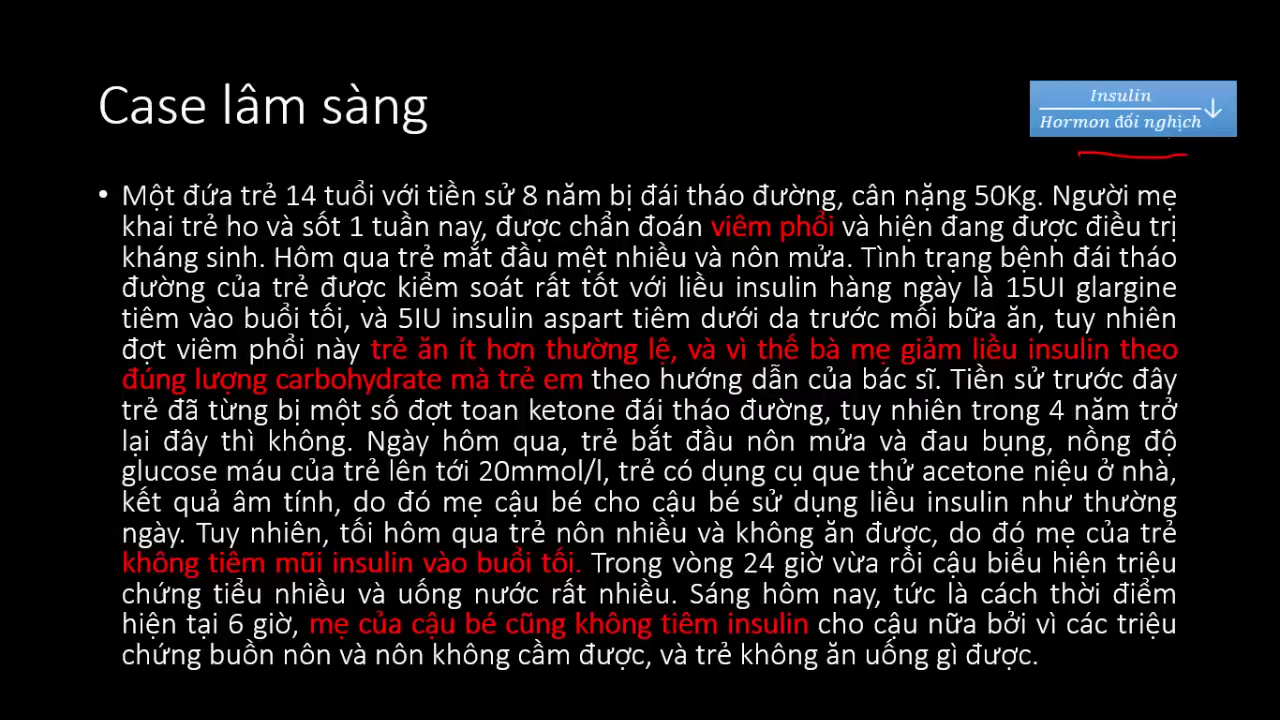 Case lâm sàng
Insulin
Hormon đối nghịch ↓
• Một đứa trẻ 14 tuổi với tiền sử 8 năm bị đái tháo đường, cân nặng 50Kg. Người mẹ
khai trẻ ho và sốt 1 tuần nay, được chẩn đoán viêm phổi và hiện đang được điều trị
kháng sinh. Hôm qua trẻ mắt đầu mệt nhiều và nôn mửa. Tình trạng bệnh đái tháo
đường của trẻ được kiểm soát rất tốt với liều insulin hàng ngày là 15UI glargine
tiêm vào buổi tối, và 5IU insulin aspart tiêm dưới da trước mỗi bữa ăn, tuy nhiên
đợt viêm phổi này trẻ ăn ít hơn thường lệ, và vì thế bà mẹ giảm liều insulin theo
đúng lượng carbohydrate mà trẻ em theo hướng dẫn của bác sĩ. Tiền sử trước đây
trẻ đã từng bị một số đợt toan ketone đái tháo đường, tuy nhiên trong 4 năm trở
lại đây thì không. Ngày hôm qua, trẻ bắt đầu nôn mửa và đau bụng, nồng độ
glucose máu của trẻ lên tới 20mmol/l, trẻ có dụng cụ que thử acetone niệu ở nhà,
kết quả âm tính, do đó mẹ cậu bé cho cậu bé sử dụng liều insulin như thường
ngày. Tuy nhiên, tối hôm qua trẻ nôn nhiều và không ăn được, do đó mẹ của trẻ
không tiêm mũi insulin vào buổi tối. Trong vòng 24 giờ vừa rồi cậu biểu hiện triệu
chứng tiểu nhiều và uống nước rất nhiều. Sáng hôm nay, tức là cách thời điểm
hiện tại 6 giờ, mẹ của cậu bé cũng không tiêm insulin cho cậu nữa bởi vì các triệu
chứng buồn nôn và nôn không cầm được, và trẻ không ăn uống gì được.